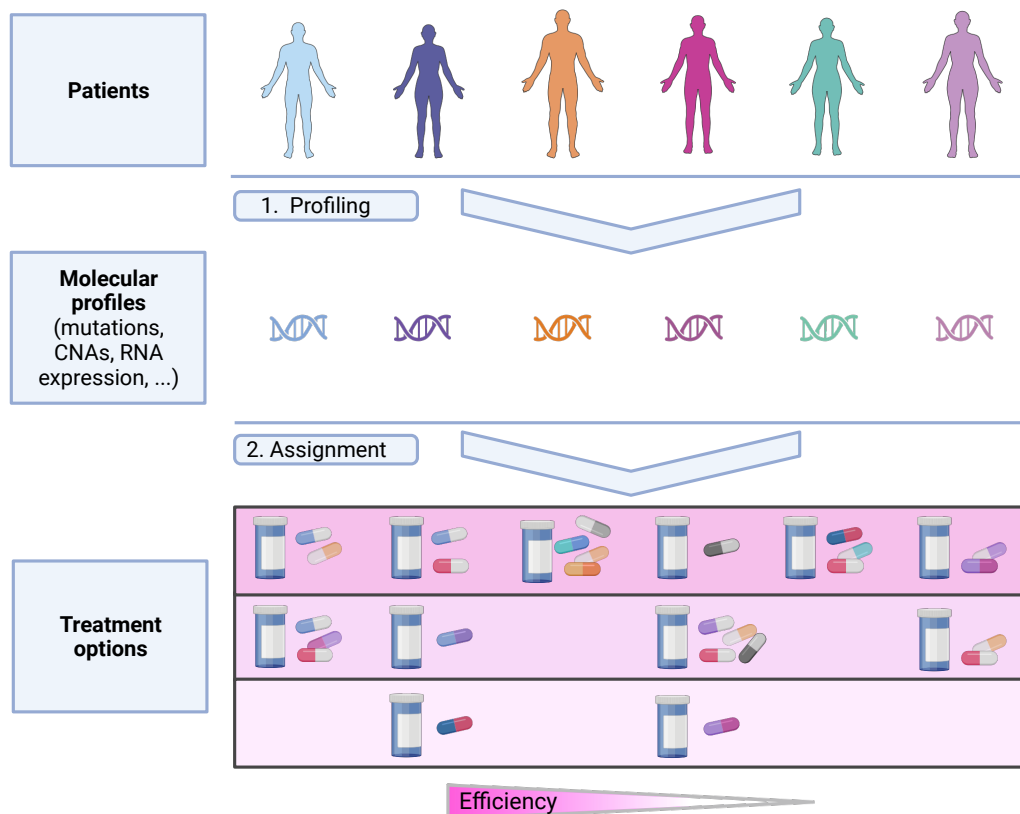 Patients
1. Profiling
Molecular
profiles
(mutations,
CNAs, RNA
expression, ...)
2. Assignment
Treatment
options
Efficiency